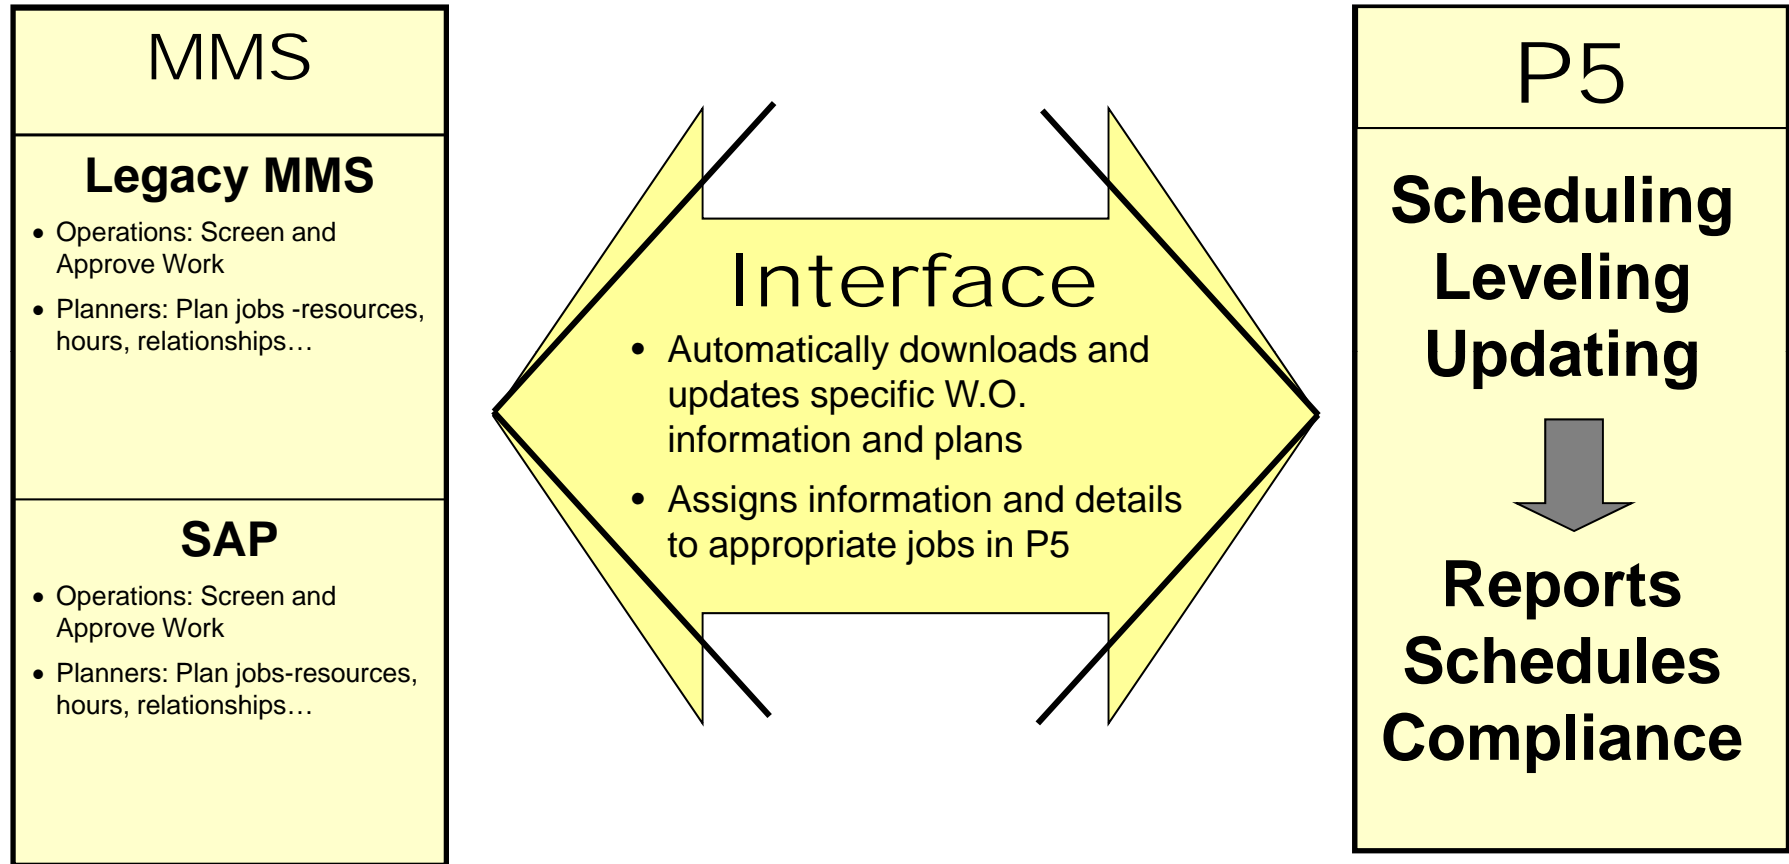 MMS
Legacy MMS
• Operations: Screen and
Approve Work
• Planners: Plan jobs -resources,
hours, relationships…
SAP
• Operations: Screen and
Approve Work
• Planners: Plan jobs-resources,
hours, relationships…
Interface
• Automatically downloads and
updates specific W.O.
information and plans
• Assigns information and details
to appropriate jobs in P5
P5
Scheduling
Leveling
Updating
Reports
Schedules
Compliance